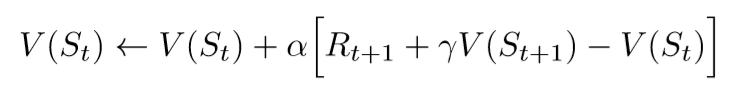 V(S_t) ← V(S_t) + α[R_{t+1} + γV(S_{t+1}) − V(S_t)]